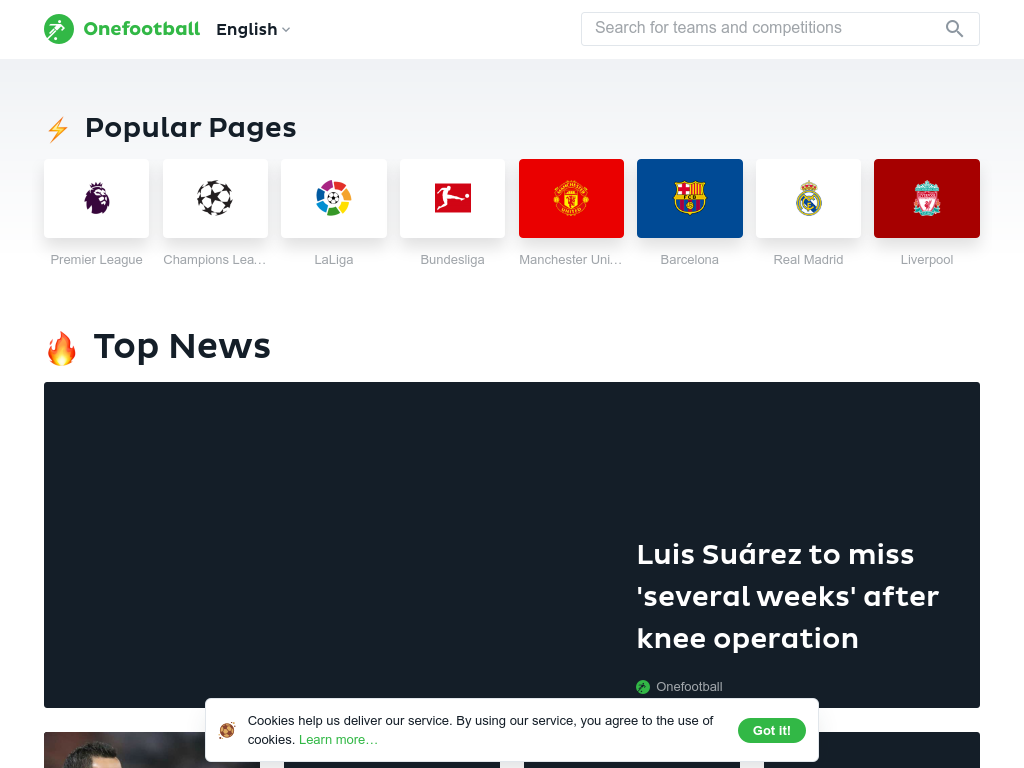 Onefootball
English
Search for teams and competitions
Popular Pages
Premier League
Champions Lea...
LaLiga
Bundesliga
Manchester Uni...
Barcelona
Real Madrid
Liverpool
Top News
Luis Suárez to miss
'several weeks' after
knee operation
Onefootball
Cookies help us deliver our service. By using our service, you agree to the use of
cookies. Learn more…
Got it!